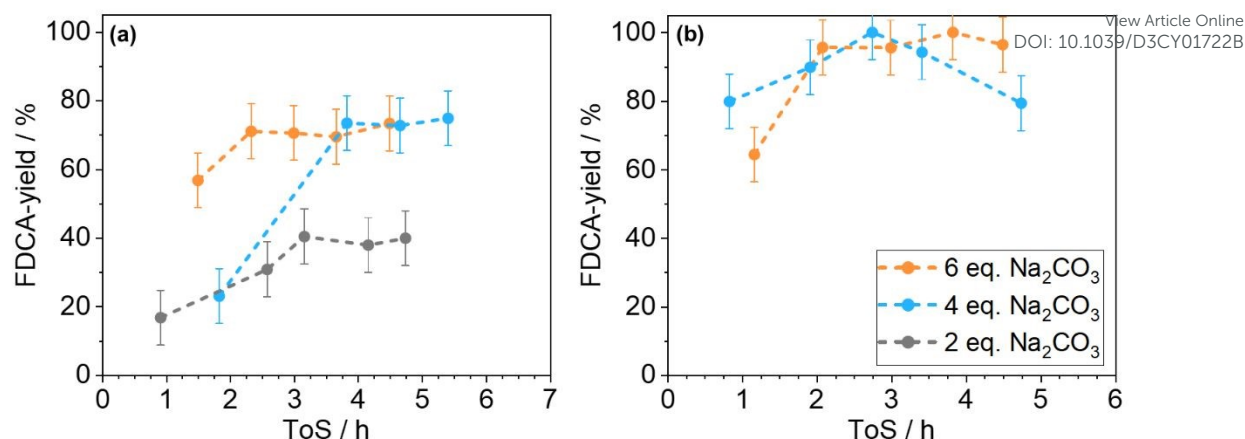 View Article Online
DOI: 10.1039/D3CY01722B
(a)
FDCA-yield / %
100
80
60
40
20
0
0 1 2 3 4 5 6 7
ToS / h
(b)
FDCA-yield / %
100
80
60
40
20
0
0 1 2 3 4 5 6
ToS / h
6 eq. Na₂CO₃
4 eq. Na₂CO₃
2 eq. Na₂CO₃